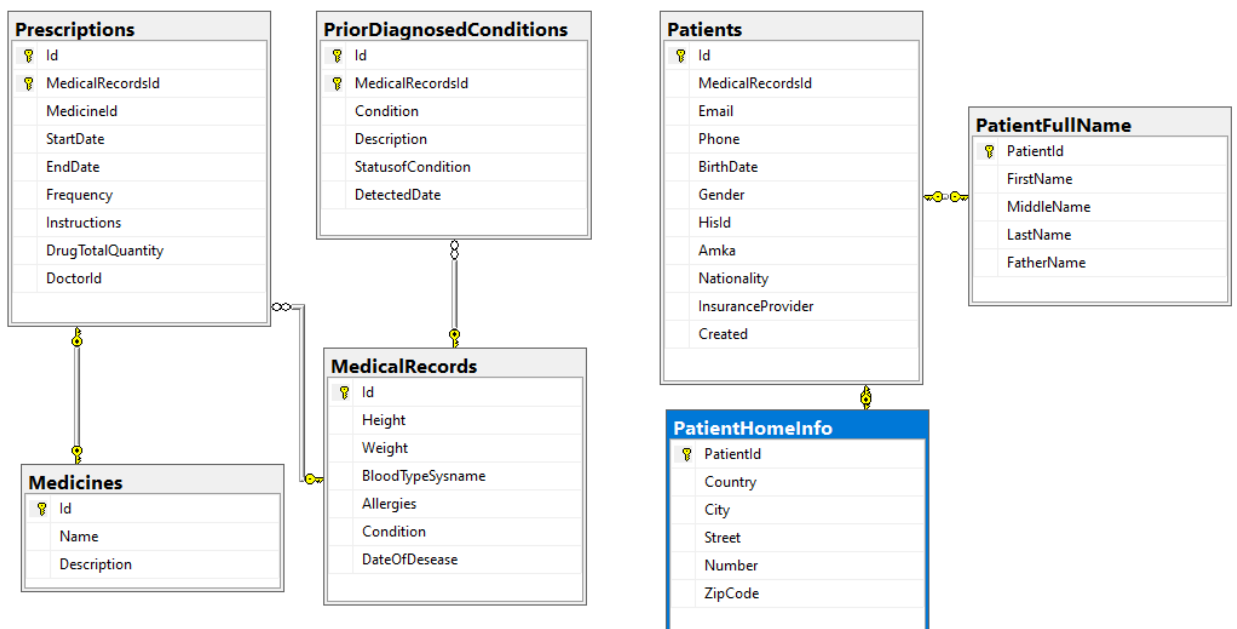 Prescriptions
Id
MedicalRecordsId
MedicineId
StartDate
EndDate
Frequency
Instructions
DrugTotalQuantity
DoctorId
PriorDiagnosedConditions
Id
MedicalRecordsId
Condition
Description
StatusofCondition
DetectedDate
Patients
Id
MedicalRecordsId
Email
Phone
BirthDate
Gender
HisId
Amka
Nationality
InsuranceProvider
Created
PatientFullName
PatientId
FirstName
MiddleName
LastName
FatherName
MedicalRecords
Id
Height
Weight
BloodTypeSysname
Allergies
Condition
DateOfDesease
Medicines
Id
Name
Description
PatientHomeInfo
PatientId
Country
City
Street
Number
ZipCode